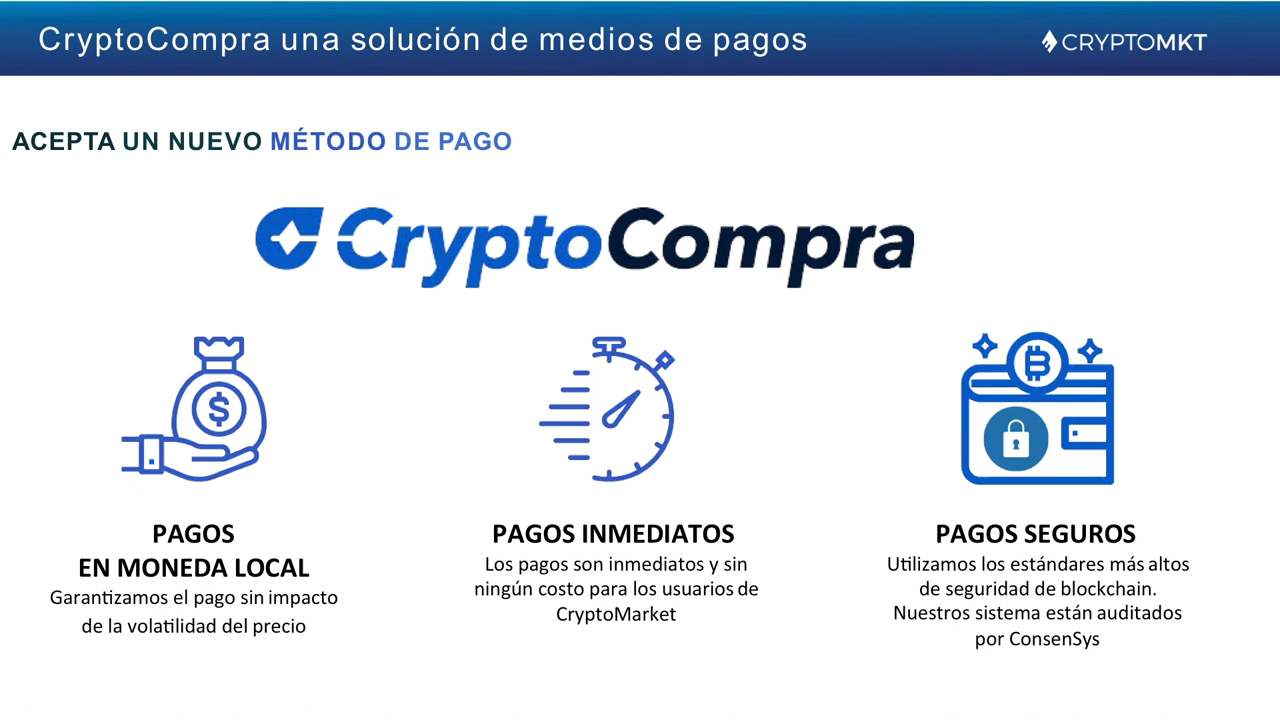 CryptoCompra una solución de medios de pagos
CRYPTOMKT
ACEPTA UN NUEVO MÉTODO DE PAGO
CryptoCompra
$
PAGOS
EN MONEDA LOCAL
Garantizamos el pago sin impacto
de la volatilidad del precio
PAGOS INMEDIATOS
Los pagos son inmediatos y sin
ningún costo para los usuarios de
CryptoMarket
PAGOS SEGUROS
Utilizamos los estándares más altos
de seguridad de blockchain.
Nuestros sistema están auditados
por ConsenSys